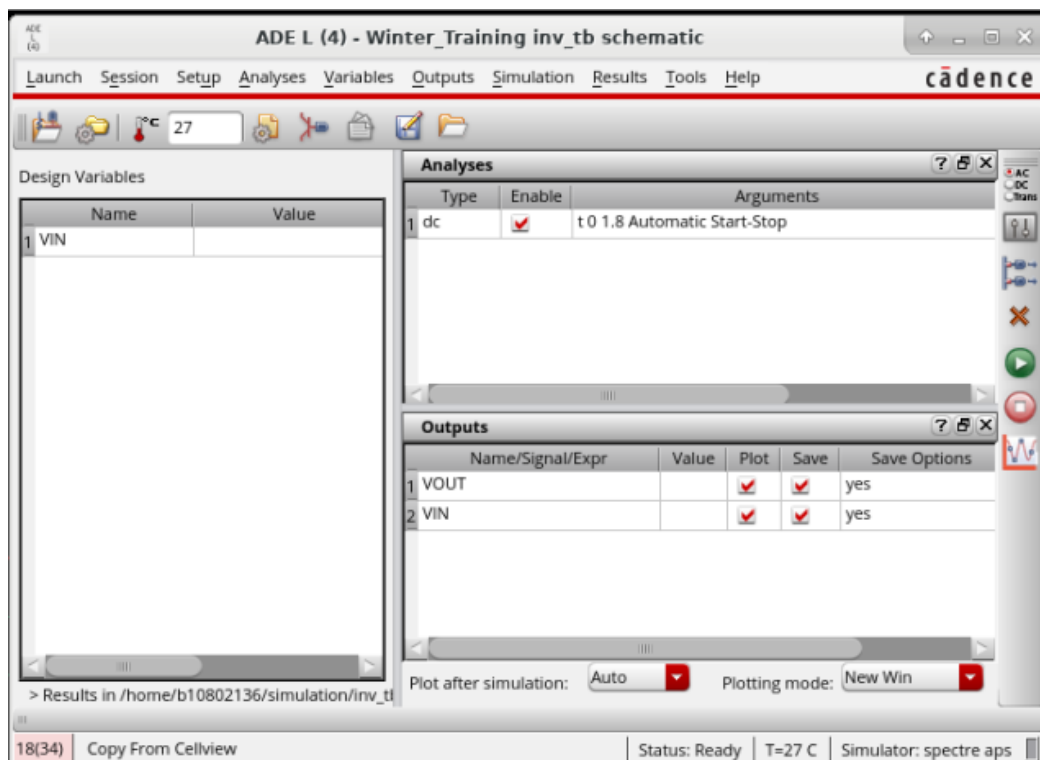 ADE L (4)
ADE L (4) - Winter_Training inv_tb schematic
Launch Session Setup Analyses Variables Outputs Simulation Results Tools Help
cādence
°C 27
Design Variables
Name Value
1 VIN
Analyses
Type Enable Arguments
1 dc t 0 1.8 Automatic Start-Stop
AC
DC
Trans
Outputs
Name/Signal/Expr Value Plot Save Save Options
1 VOUT yes
2 VIN yes
> Results in /home/b10802136/simulation/inv_tl
Plot after simulation: Auto Plotting mode: New Win
18(34) Copy From Cellview Status: Ready T=27 C Simulator: spectre aps